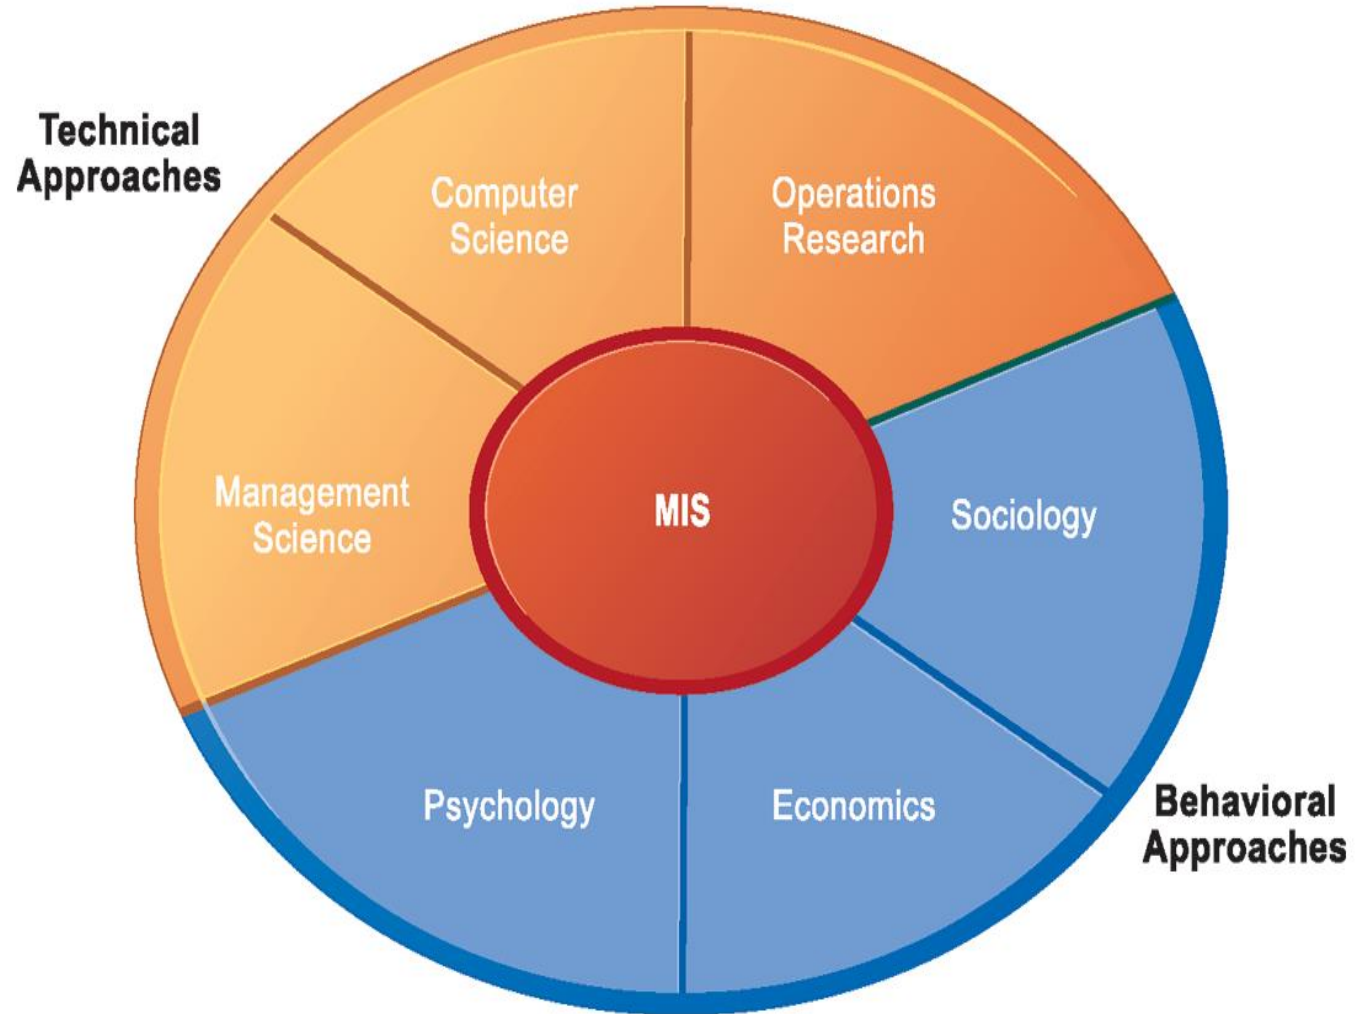 Technical
Approaches
Computer
Science
Operations
Research
Management
Science
MIS
Sociology
Psychology
Economics
Behavioral
Approaches